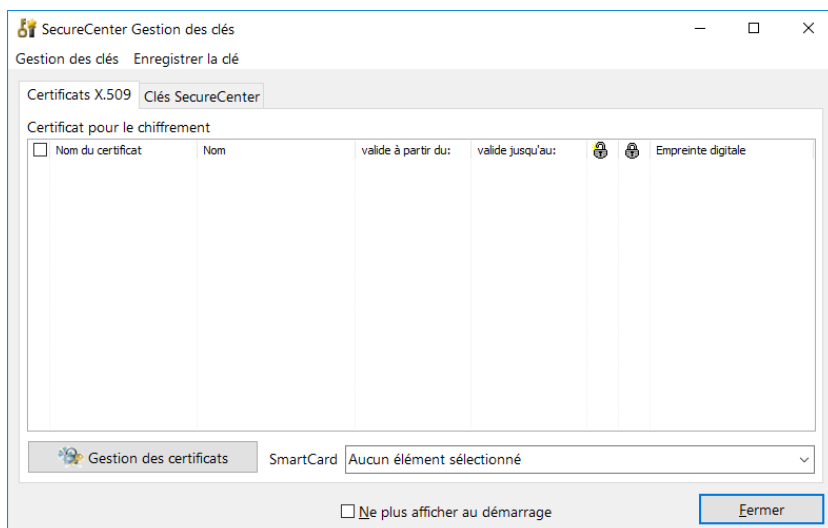 SecureCenter Gestion des clés
Gestion des clés Enregistrer la clé
Certificats X.509 Clés SecureCenter
Certificat pour le chiffrement
Nom du certificat Nom valide à partir du: valide jusqu'au: Empreinte digitale
Gestion des certificats SmartCard Aucun élément sélectionné
Ne plus afficher au démarrage Fermer